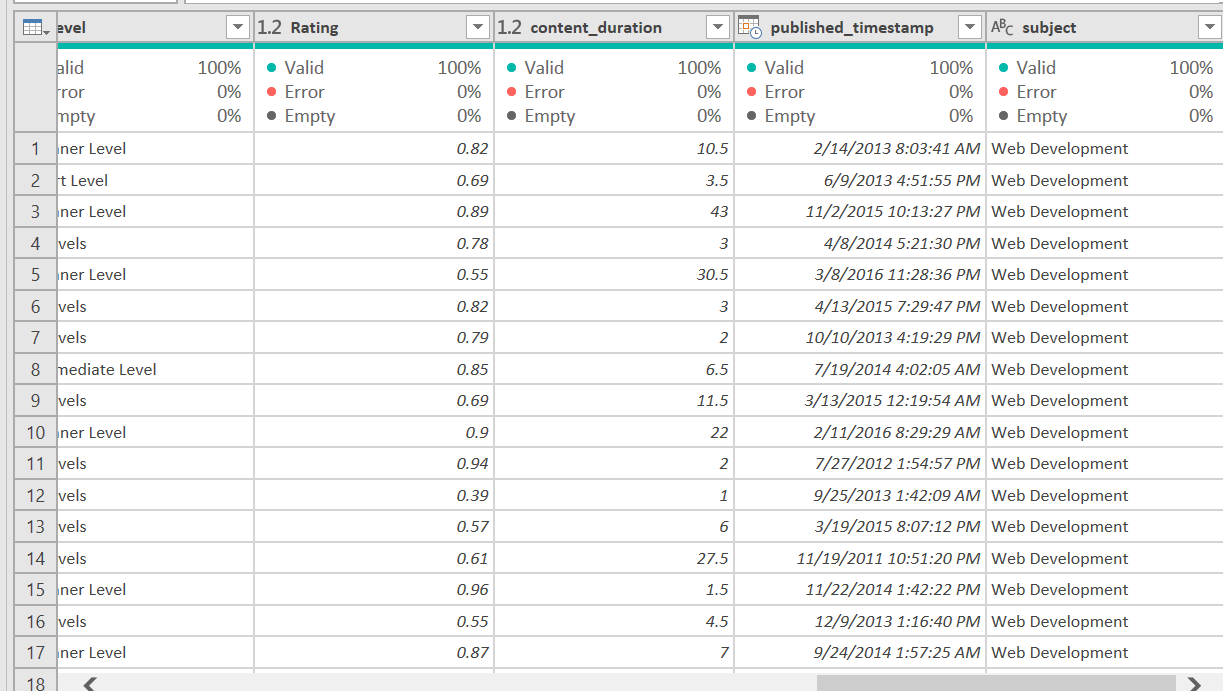 evel 1.2 Rating 1.2 content_duration published_timestamp ABC subject
alid 100% Valid 100% Valid 100% Valid 100% Valid 100%
rror 0% Error 0% Error 0% Error 0% Error 0%
mpty 0% Empty 0% Empty 0% Empty 0% Empty 0%
1 nner Level 0.82 10.5 2/14/2013 8:03:41 AM Web Development
2 rt Level 0.69 3.5 6/9/2013 4:51:55 PM Web Development
3 nner Level 0.89 43 11/2/2015 10:13:27 PM Web Development
4 vels 0.78 3 4/8/2014 5:21:30 PM Web Development
5 nner Level 0.55 30.5 3/8/2016 11:28:36 PM Web Development
6 vels 0.82 3 4/13/2015 7:29:47 PM Web Development
7 vels 0.79 2 10/10/2013 4:19:29 PM Web Development
8 mediate Level 0.85 6.5 7/19/2014 4:02:05 AM Web Development
9 vels 0.69 11.5 3/13/2015 12:19:54 AM Web Development
10 nner Level 0.9 22 2/11/2016 8:29:29 AM Web Development
11 vels 0.94 2 7/27/2012 1:54:57 PM Web Development
12 vels 0.39 1 9/25/2013 1:42:09 AM Web Development
13 vels 0.57 6 3/19/2015 8:07:12 PM Web Development
14 vels 0.61 27.5 11/19/2011 10:51:20 PM Web Development
15 nner Level 0.96 1.5 11/22/2014 1:42:22 PM Web Development
16 vels 0.55 4.5 12/9/2013 1:16:40 PM Web Development
17 nner Level 0.87 7 9/24/2014 1:57:25 AM Web Development
18